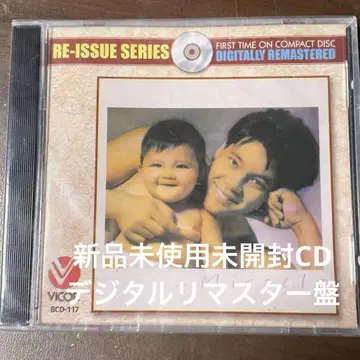 RE-ISSUE SERIES
FIRST TIME ON COMPACT DISC
DIGITALLY REMASTERED
新品未使用未開封CD
デジタルリマスター盤
VICOR
BCD-117